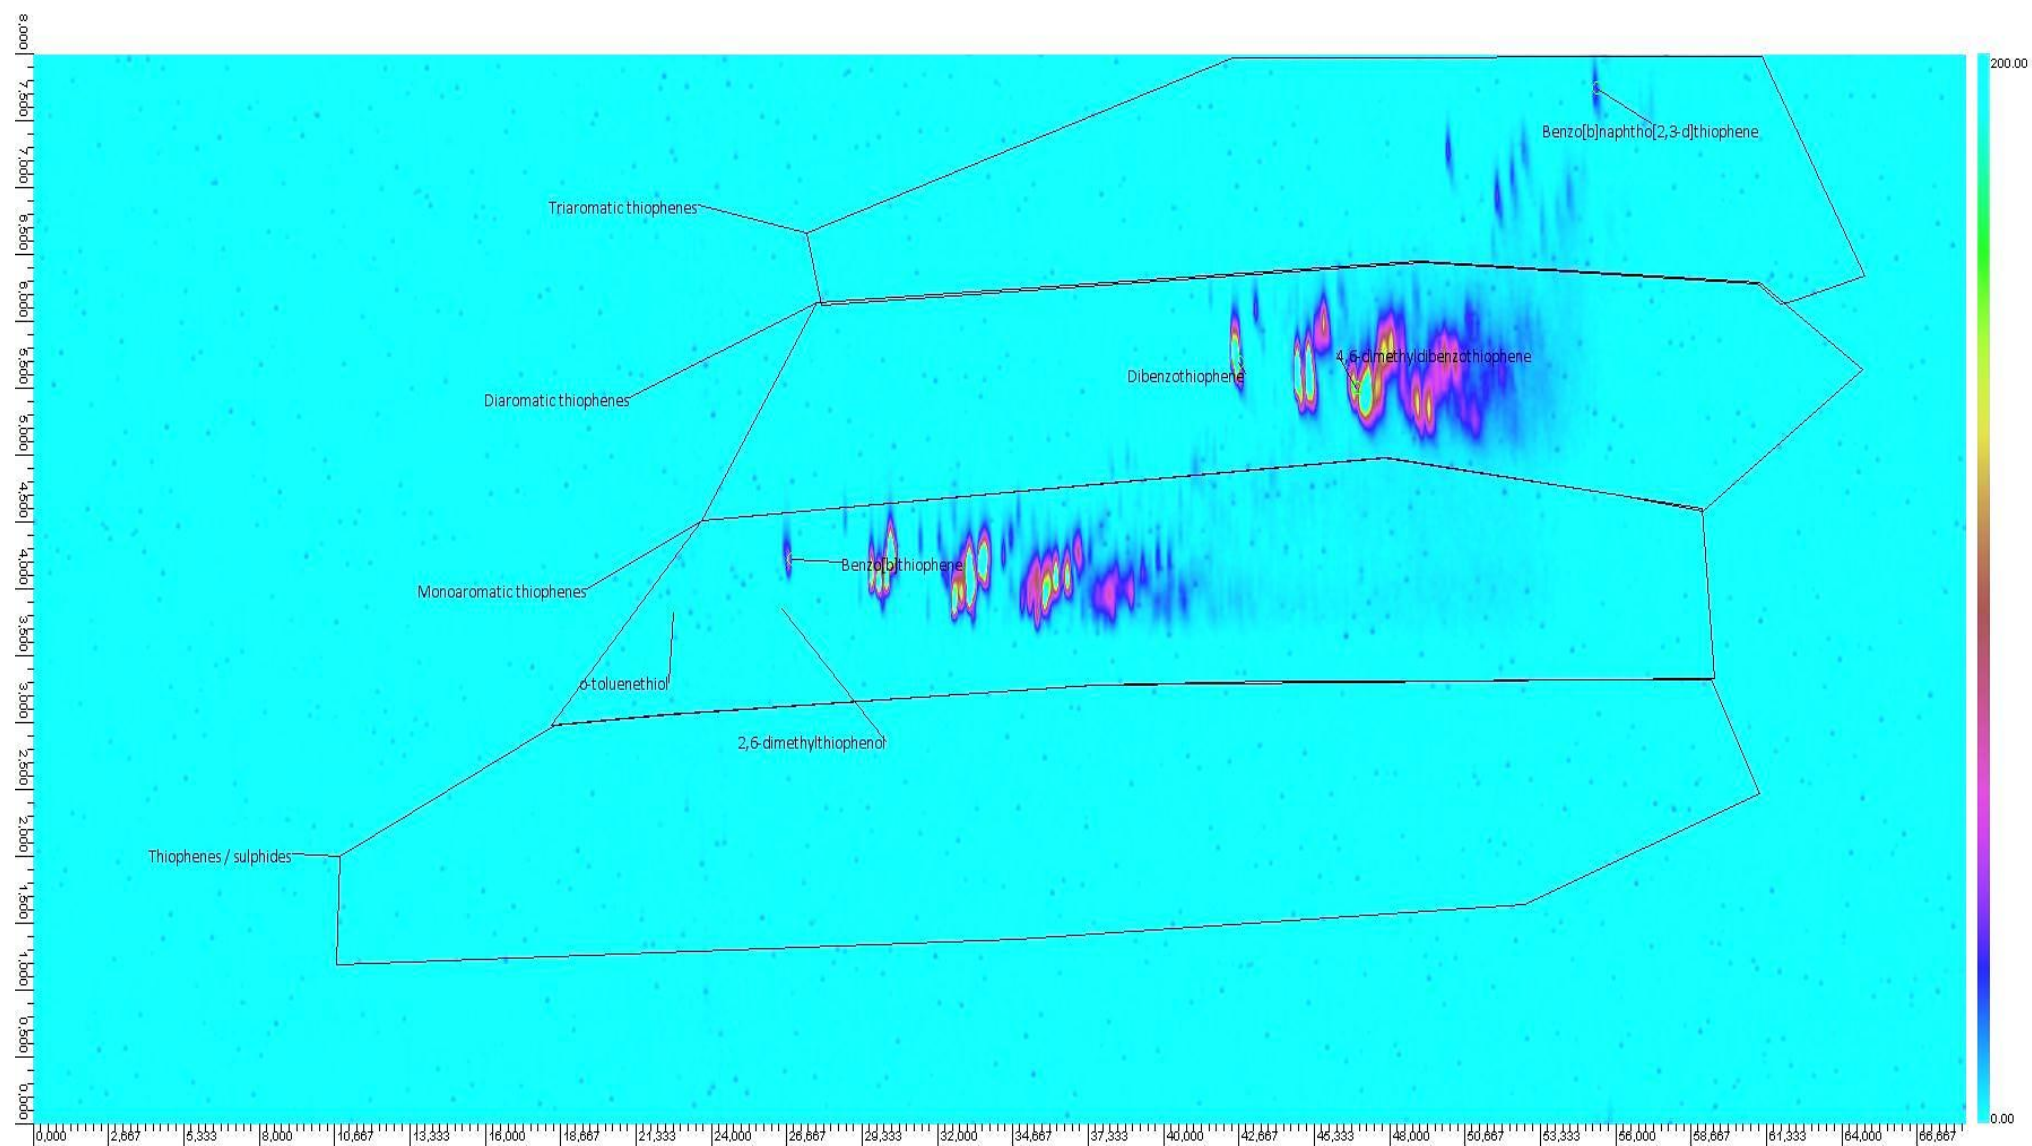 8,000
200.00
7,500
Benzo[b]naphtho[2,3-d]thiophene
7,000
Triaromatic thiophenes
6,500
6,000
5,500
4,6-dimethyldibenzothiophene
Dibenzothiophene
Diaromatic thiophenes
5,000
4,500
4,000
Benzo[b]thiophene
Monoaromatic thiophenes
3,500
o-toluenethiol
3,000
2,6-dimethylthiophenol
2,500
2,000
Thiophenes / sulphides
1,500
1,000
0,500
0,000
0.00
0,000 2,667 5,333 8,000 10,667 13,333 16,000 18,667 21,333 24,000 26,667 29,333 32,000 34,667 37,333 40,000 42,667 45,333 48,000 50,667 53,333 56,000 58,667 61,333 64,000 66,667